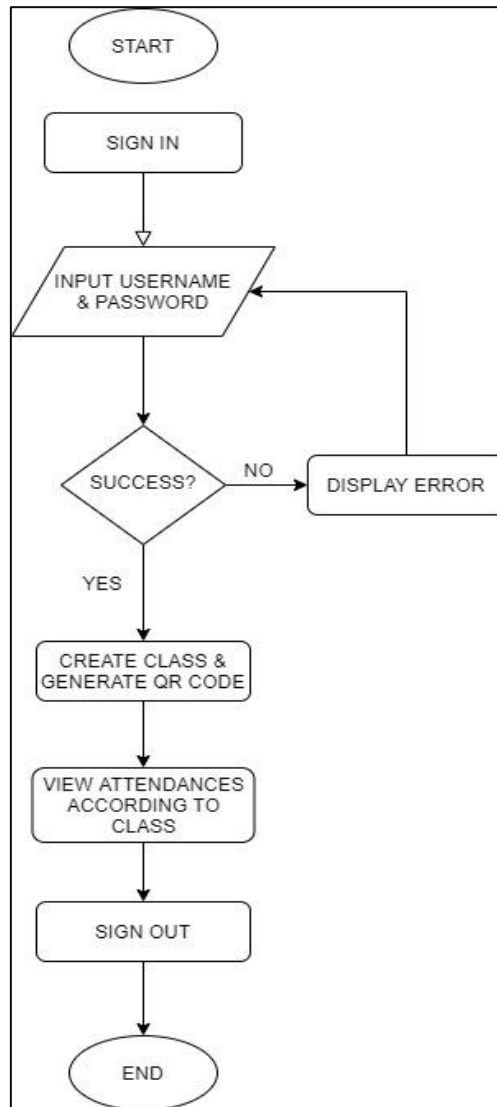 START
SIGN IN
INPUT USERNAME
& PASSWORD
SUCCESS?
NO
DISPLAY ERROR
YES
CREATE CLASS &
GENERATE QR CODE
VIEW ATTENDANCES
ACCORDING TO
CLASS
SIGN OUT
END